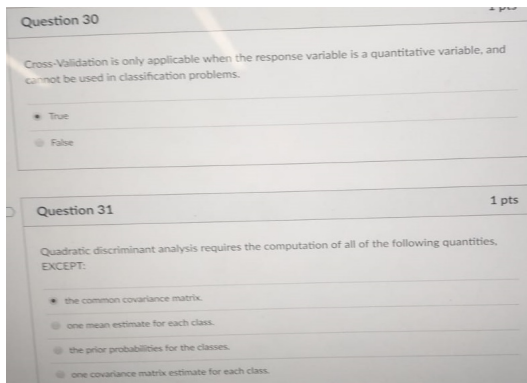 Question 30
Cross-Validation is only applicable when the response variable is a quantitative variable, and
cannot be used in classification problems.
True
False
Question 31
1 pts
Quadratic discriminant analysis requires the computation of all of the following quantities,
EXCEPT:
the common covariance matrix.
one mean estimate for each class.
the prior probabilities for the classes.
one covariance matrix estimate for each class.